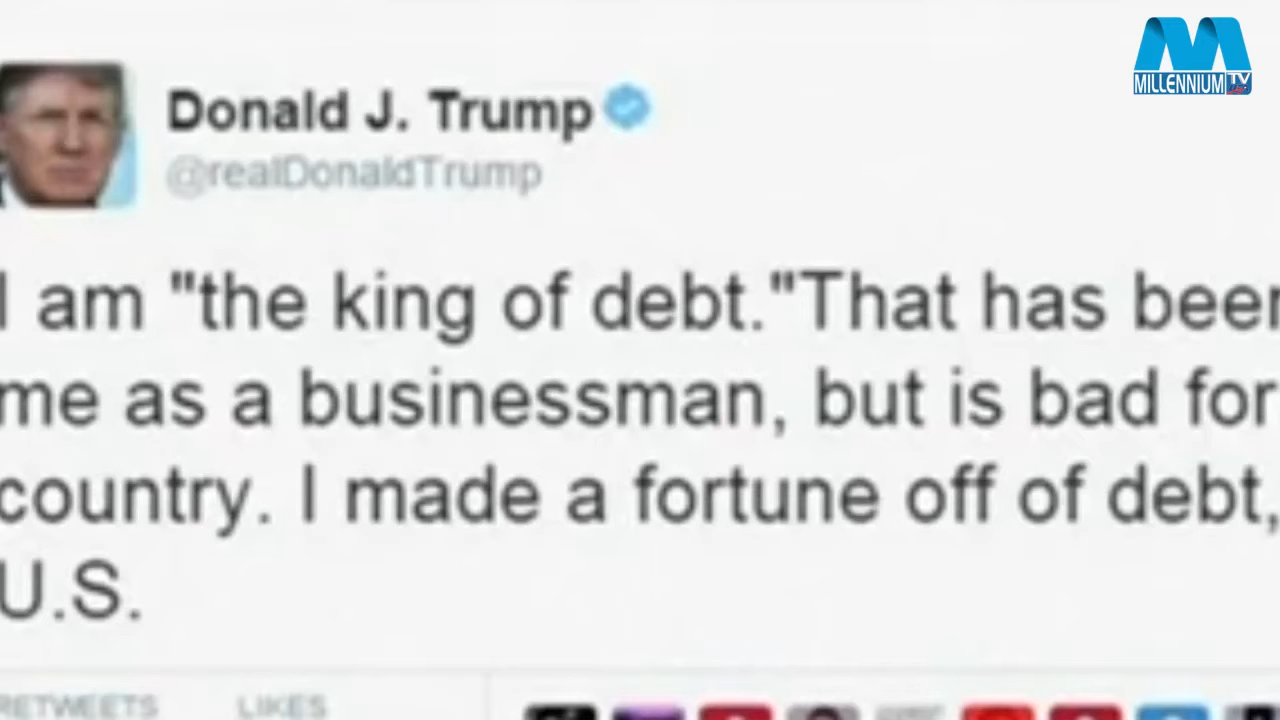 MILLENNIUM TV
Donald J. Trump
@realDonaldTrump
I am "the king of debt."That has been
me as a businessman, but is bad for
country. I made a fortune off of debt,
U.S.
RETWEETS LIKES